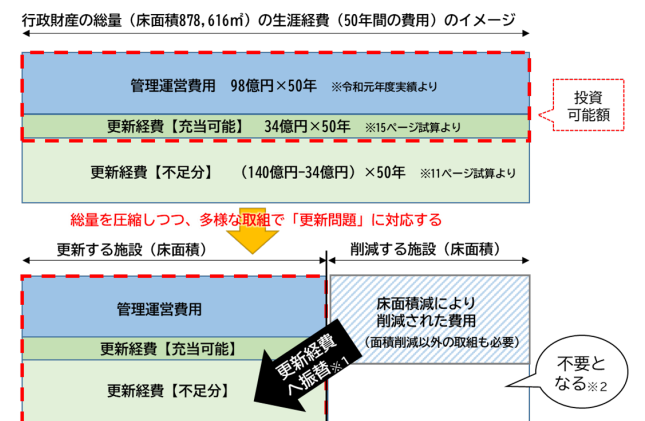 行政財産の総量（床面積878,616㎡）の生涯経費（50年間の費用）のイメージ
管理運営費用　98億円×50年　※令和元年度実績より
更新経費【充当可能】　34億円×50年　※15ページ試算より
投資
可能額
更新経費【不足分】　（140億円-34億円）×50年　※11ページ試算より
総量を圧縮しつつ、多様な取組で「更新問題」に対応する
更新する施設（床面積）
削減する施設（床面積）
管理運営費用
床面積減により
削減された費用
（面積削減以外の取組も必要）
更新経費【充当可能】
更新経費
へ振替※1
更新経費【不足分】
不要と
なる※2